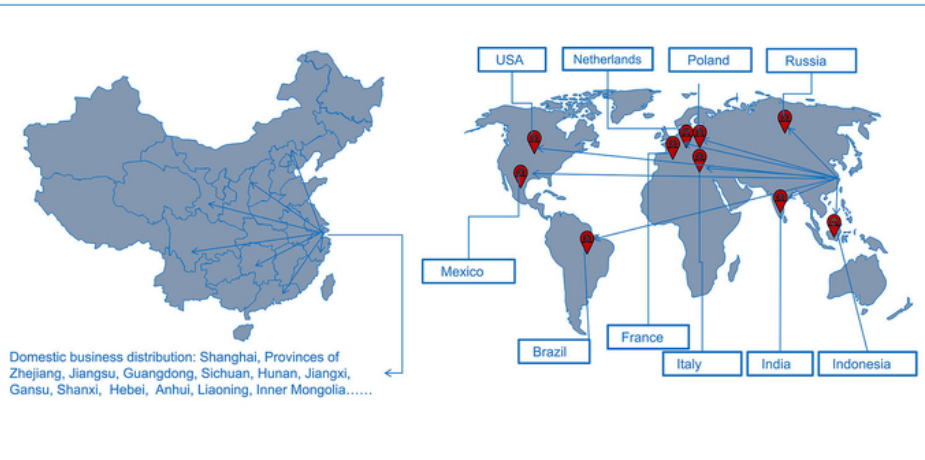 USA
Netherlands
Poland
Russia
Mexico
Brazil
France
Italy
India
Indonesia
Domestic business distribution: Shanghai, Provinces of
Zhejiang, Jiangsu, Guangdong, Sichuan, Hunan, Jiangxi,
Gansu, Shanxi, Hebei, Anhui, Liaoning, Inner Mongolia……